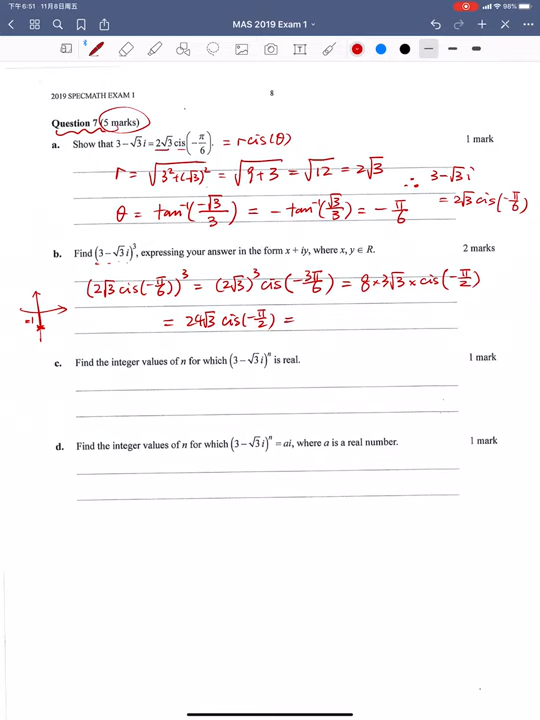 下午6:51 11月8日周五
98%
MAS 2019 Exam 1
2019 SPECMATH EXAM 1
8
Question 7 (5 marks)
a. Show that 3 − √3 i = 2√3 cis(−π/6). = r cis(θ)
1 mark
r = √(3² + (-√3)²) = √(9+3) = √12 = 2√3
∴ 3-√3 i
θ = tan⁻¹(-√3/3) = - tan⁻¹(√3/3) = - π/6
= 2√3 cis(-π/6)
b. Find (3 − √3 i)³, expressing your answer in the form x + iy, where x, y ∈ R.
2 marks
(2√3 cis(-π/6))³ = (2√3)³ cis(-3π/6) = 8×3√3 × cis(-π/2)
-1
= 24√3 cis(-π/2) =
c. Find the integer values of n for which (3 − √3 i)ⁿ is real.
1 mark
d. Find the integer values of n for which (3 − √3 i)ⁿ = ai, where a is a real number.
1 mark